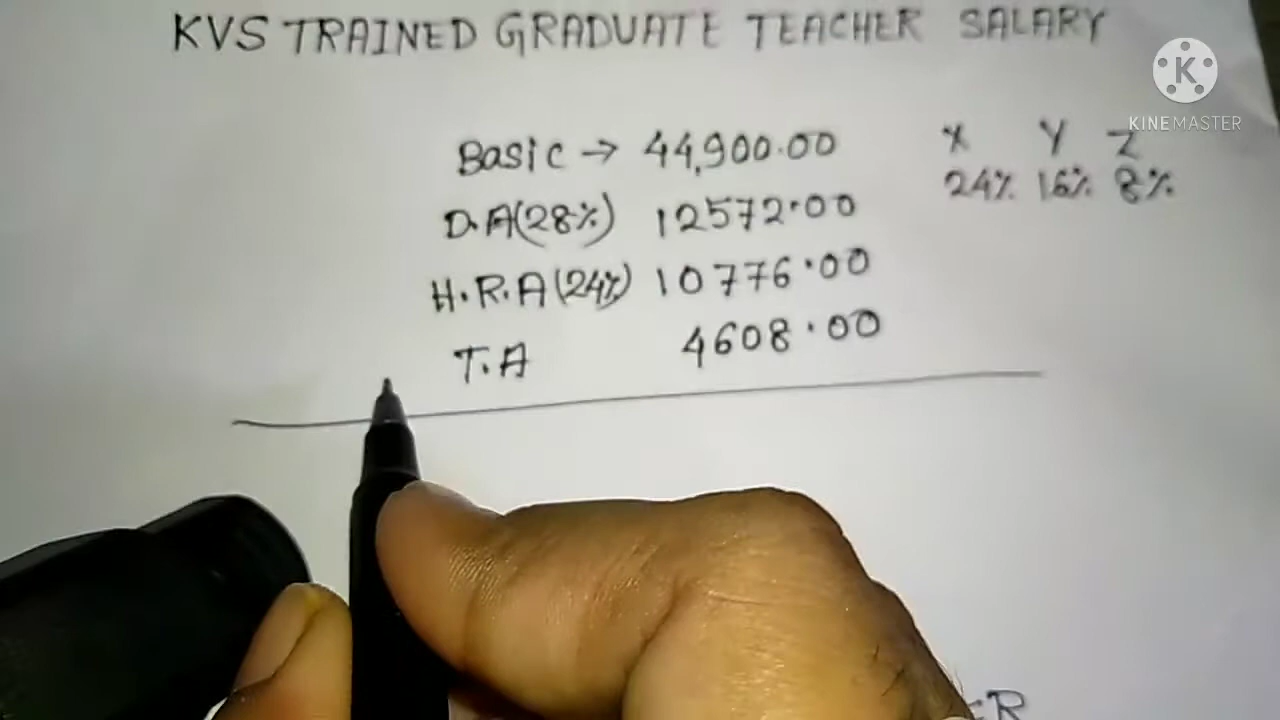 KVS TRAINED GRADUATE TEACHER SALARY
K
KINEMASTER
Basic → 44,900.00
X Y Z
24% 16% 8%
D.A(28%) 12572.00
H.R.A(24%) 10776.00
T.A 4608.00